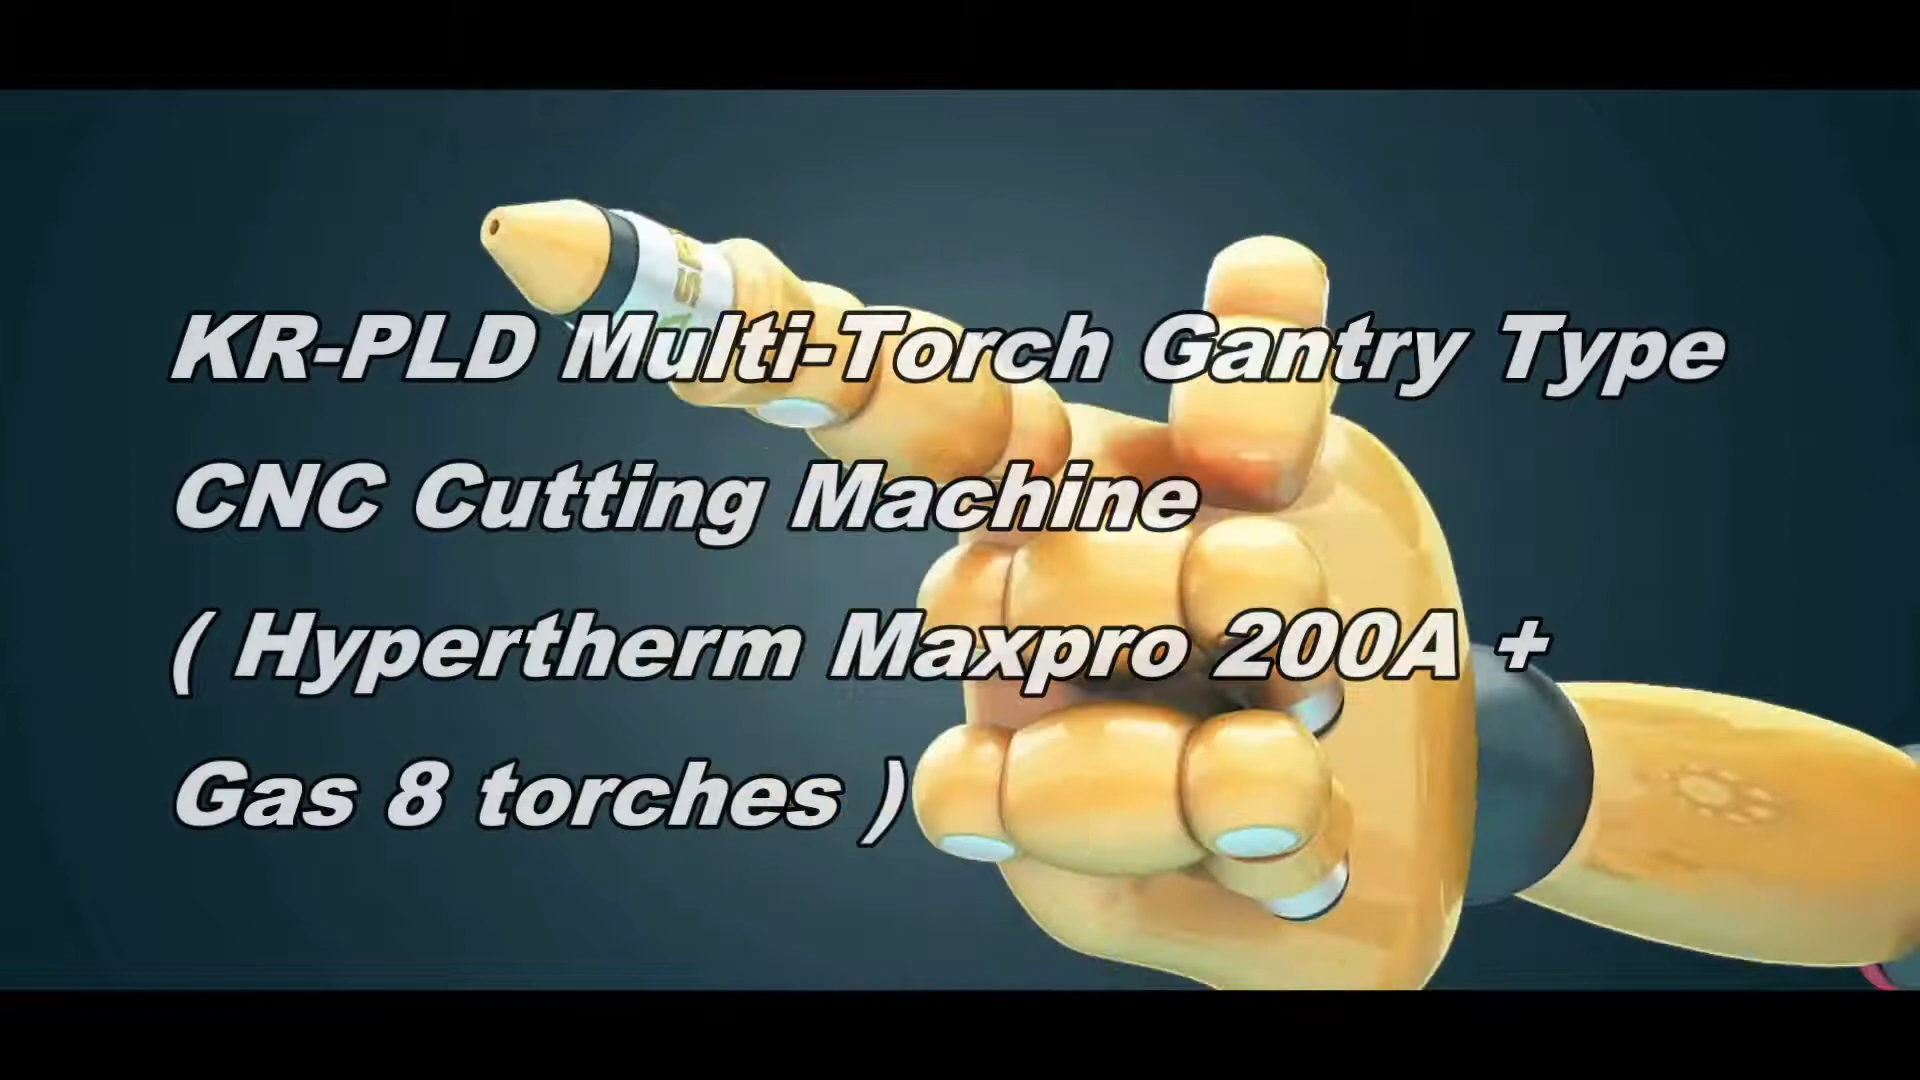 KR-PLD Multi-Torch Gantry Type
CNC Cutting Machine
( Hypertherm Maxpro 200A +
Gas 8 torches )